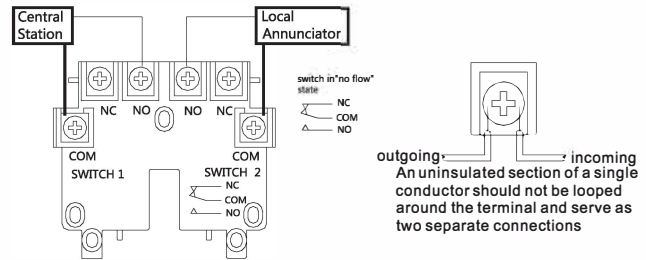 Central
Station
Local
Annunciator
NC NO NO NC
COM
SWITCH 1
COM
SWITCH 2
NC
COM
NO
switch in"no flow"
state
NC
COM
NO
outgoing
incoming
An uninsulated section of a single
conductor should not be looped
around the terminal and serve as
two separate connections